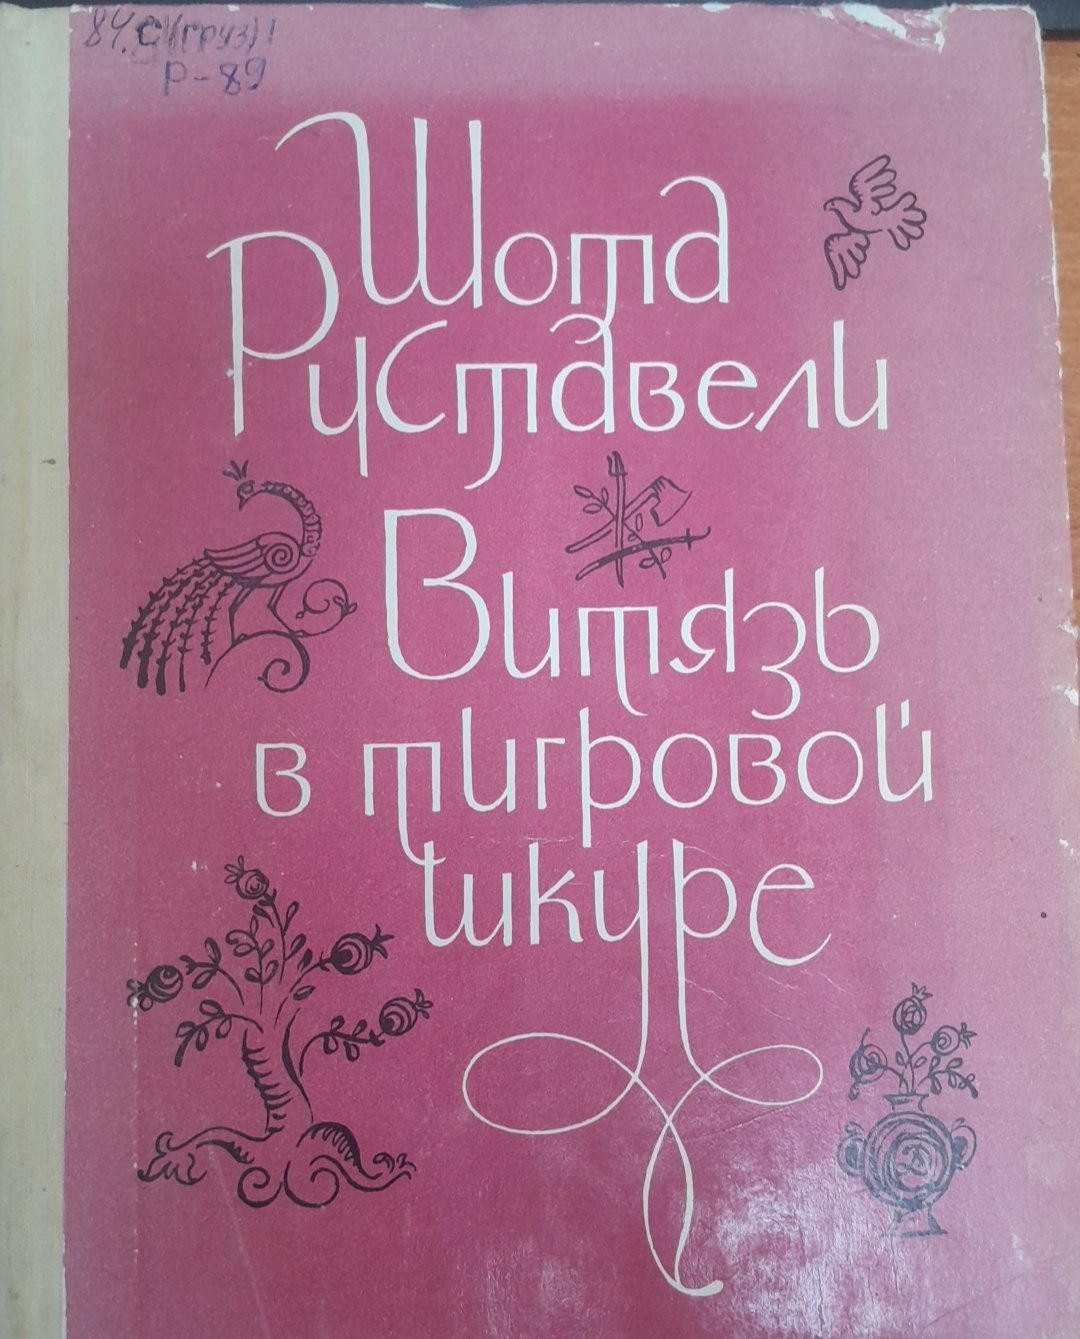 84.С(груз)1
Р-89
Шота
Руставели
Витязь
в тигровой
шкуре